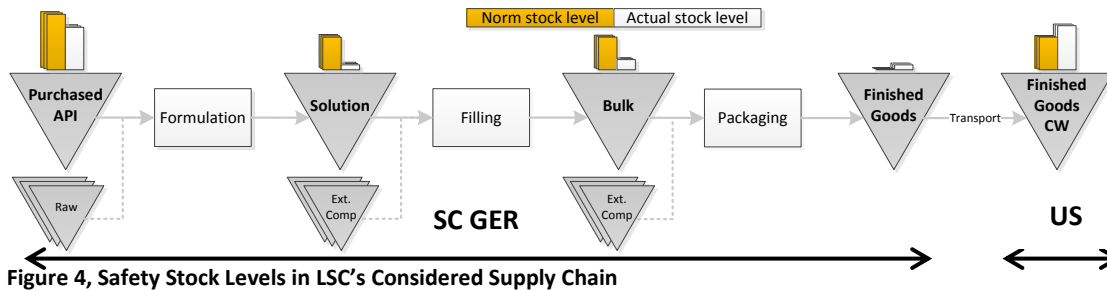 Norm stock level Actual stock level
Purchased
API
Formulation
Solution
Filling
Bulk
Packaging
Finished
Goods
Transport
Finished
Goods
CW
Raw
Ext.
Comp
Ext.
Comp
SC GER
US
Figure 4, Safety Stock Levels in LSC's Considered Supply Chain